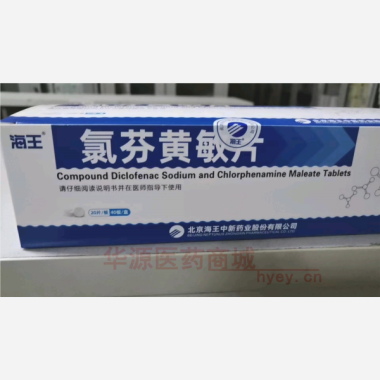 海王
氯芬黄敏片
海王
Compound Diclofenac Sodium and Chlorphenamine Maleate Tablets
请仔细阅读说明书并在医师指导下使用
北京海王中新药业股份有限公司
华源医药商城
hyey.cn